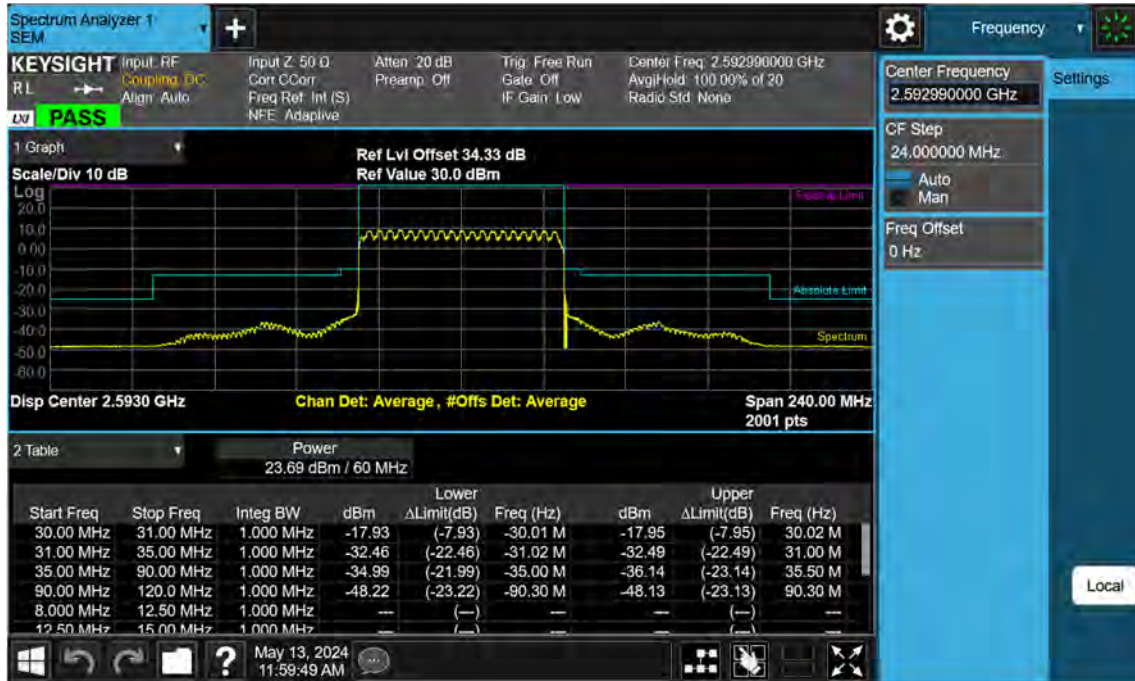 Spectrum Analyzer 1
SEM
Frequency
KEYSIGHT
RL
Input: RF
Coupling: DC
Align: Auto
Input Z: 50 Ω
Corr CCorr
Freq Ref: Int (S)
NFE: Adaptive
Atten: 20 dB
Preamp: Off
Trig: Free Run
Gate: Off
IF Gain: Low
Center Freq: 2.592990000 GHz
Avg|Hold: 100.00% of 20
Radio Std: None
LXI PASS
Center Frequency
2.592990000 GHz
Settings
CF Step
24.000000 MHz
Auto
Man
Freq Offset
0 Hz
Local
1 Graph
Scale/Div 10 dB
Ref Lvl Offset 34.33 dB
Ref Value 30.0 dBm
Log
20.0
10.0
0.00
-10.0
-20.0
-30.0
-40.0
-50.0
-60.0
Absolute Limit
Spectrum
Disp Center 2.5930 GHz
Chan Det: Average, #Offs Det: Average
Span 240.00 MHz
2001 pts
2 Table
Power
23.69 dBm / 60 MHz
Lower Upper
Start Freq Stop Freq Integ BW dBm ΔLimit(dB) Freq (Hz) dBm ΔLimit(dB) Freq (Hz)
30.00 MHz 31.00 MHz 1.000 MHz -17.93 (-7.93) -30.01 M -17.95 (-7.95) 30.02 M
31.00 MHz 35.00 MHz 1.000 MHz -32.46 (-22.46) -31.02 M -32.49 (-22.49) 31.00 M
35.00 MHz 90.00 MHz 1.000 MHz -34.99 (-21.99) -35.00 M -36.14 (-23.14) 35.50 M
90.00 MHz 120.0 MHz 1.000 MHz -48.22 (-23.22) -90.30 M -48.13 (-23.13) 90.30 M
8.000 MHz 12.50 MHz 1.000 MHz --- (---) --- --- (---) ---
12.50 MHz 15.00 MHz 1.000 MHz --- (---) --- --- (---) ---
May 13, 2024
11:59:49 AM